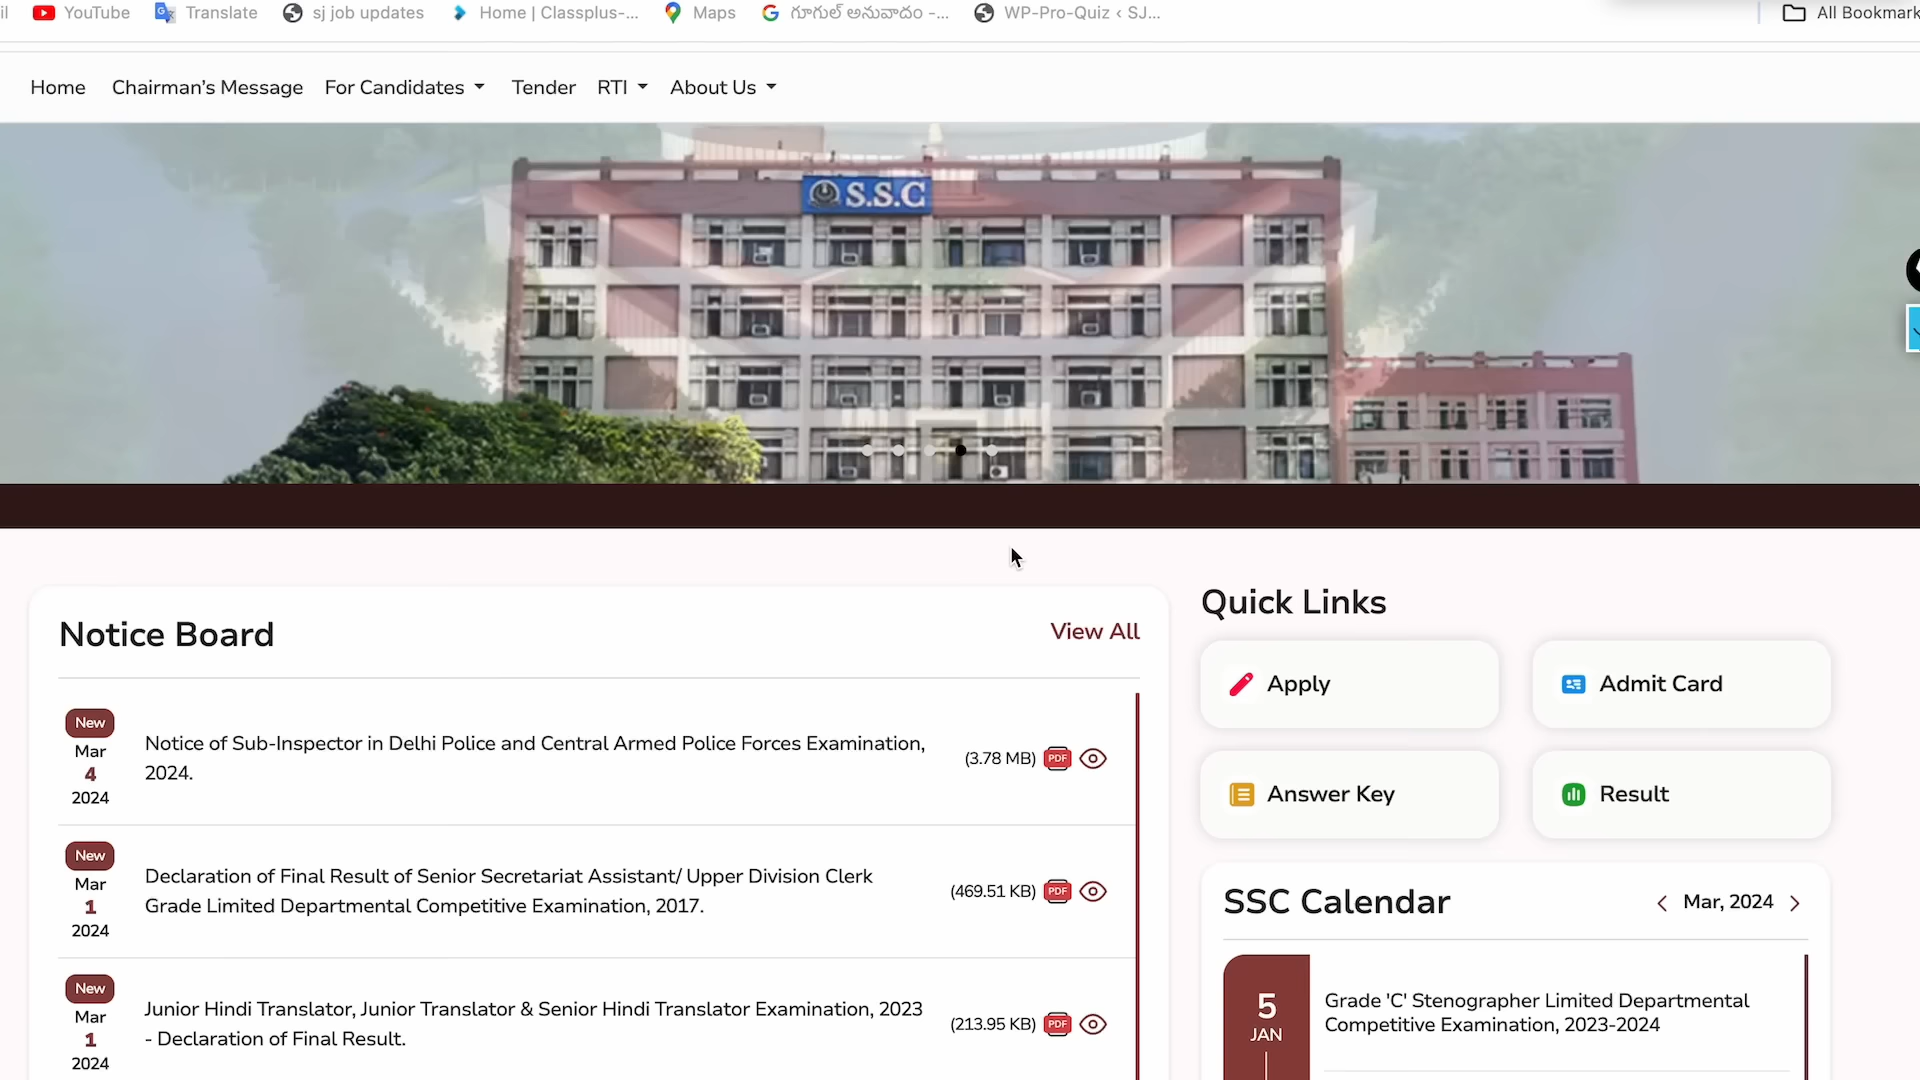 YouTube Translate sj job updates Home | Classplus-... Maps గూగుల్ అనువాదం -... WP-Pro-Quiz ‹ SJ... All Bookmark
Home Chairman's Message For Candidates Tender RTI About Us
S.S.C
Notice Board
View All
New
Mar
4
2024
Notice of Sub-Inspector in Delhi Police and Central Armed Police Forces Examination,
2024.
(3.78 MB) PDF
New
Mar
1
2024
Declaration of Final Result of Senior Secretariat Assistant/ Upper Division Clerk
Grade Limited Departmental Competitive Examination, 2017.
(469.51 KB) PDF
New
Mar
1
2024
Junior Hindi Translator, Junior Translator & Senior Hindi Translator Examination, 2023
- Declaration of Final Result.
(213.95 KB) PDF
Quick Links
Apply
Admit Card
Answer Key
Result
SSC Calendar
Mar, 2024
5
JAN
Grade 'C' Stenographer Limited Departmental
Competitive Examination, 2023-2024